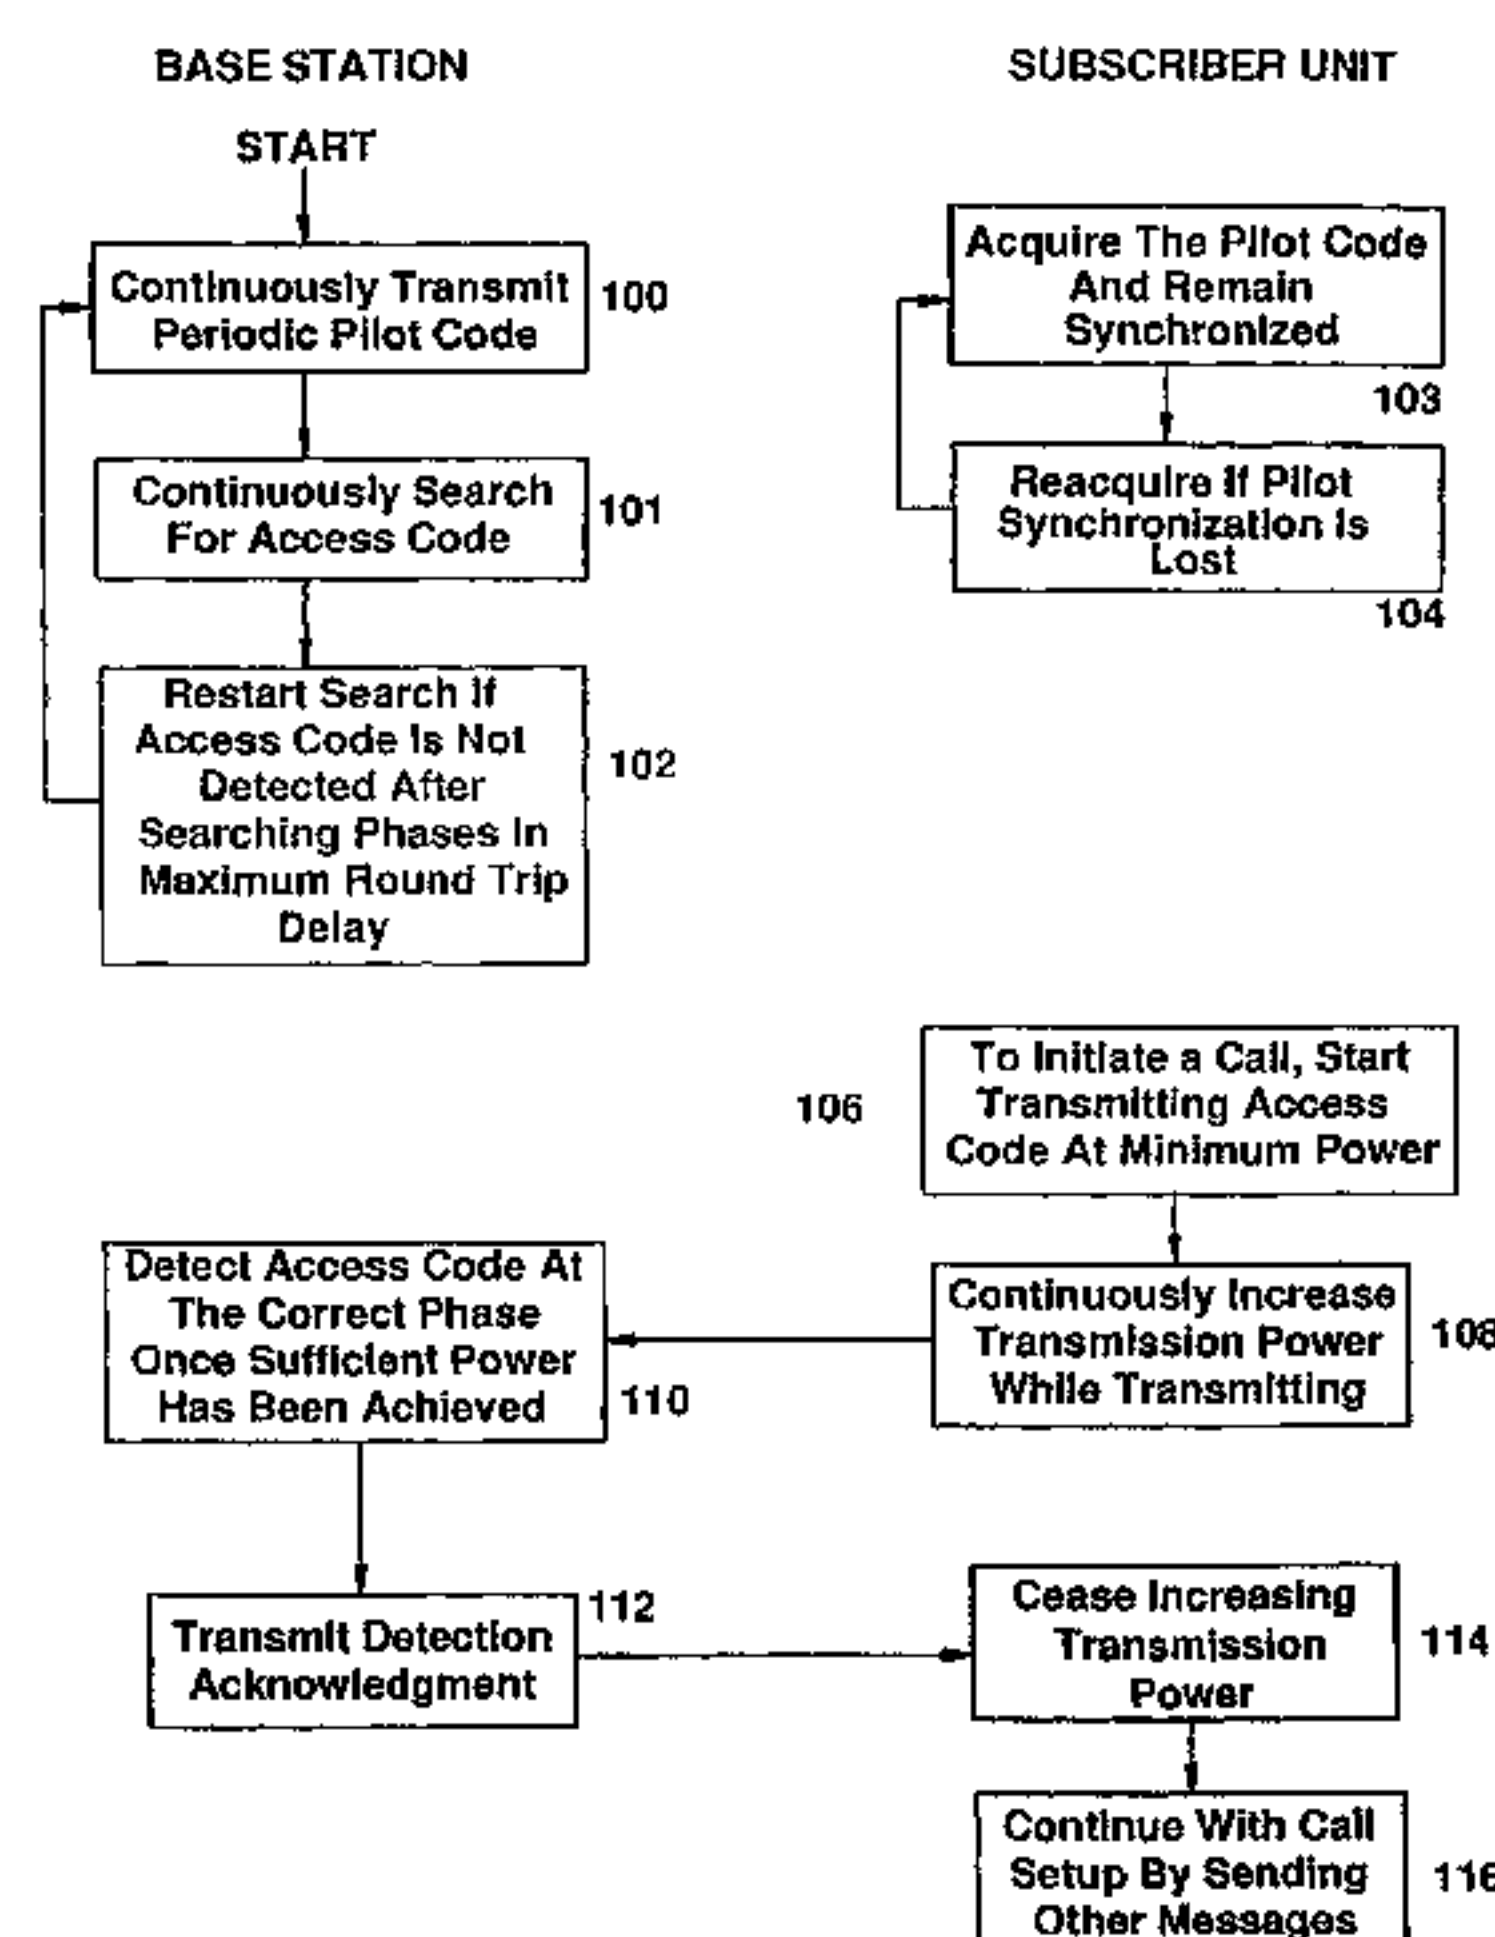 BASE STATION
START
Continuously Transmit
Periodic Pilot Code
100
Continuously Search
For Access Code
101
Restart Search If
Access Code Is Not
Detected After
Searching Phases In
Maximum Round Trip
Delay
102
SUBSCRIBER UNIT
Acquire The Pilot Code
And Remain
Synchronized
103
Reacquire If Pilot
Synchronization Is
Lost
104
106
To Initiate a Call, Start
Transmitting Access
Code At Minimum Power
Continuously Increase
Transmission Power
While Transmitting
108
Detect Access Code At
The Correct Phase
Once Sufficient Power
Has Been Achieved
110
Transmit Detection
Acknowledgment
112
Cease Increasing
Transmission
Power
114
Continue With Call
Setup By Sending
Other Messages
116